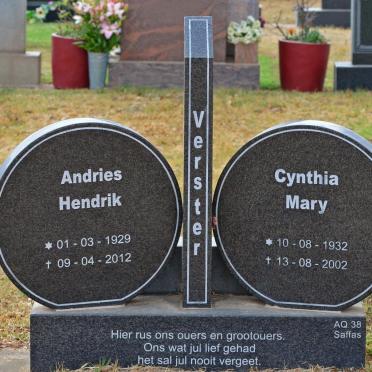 Verster
Andries
Hendrik
* 01 - 03 - 1929
† 09 - 04 - 2012
Cynthia
Mary
* 10 - 08 - 1932
† 13 - 08 - 2002
Hier rus ons ouers en grootouers.
Ons wat jul lief gehad
het sal jul nooit vergeet.
AQ 38
Saffas